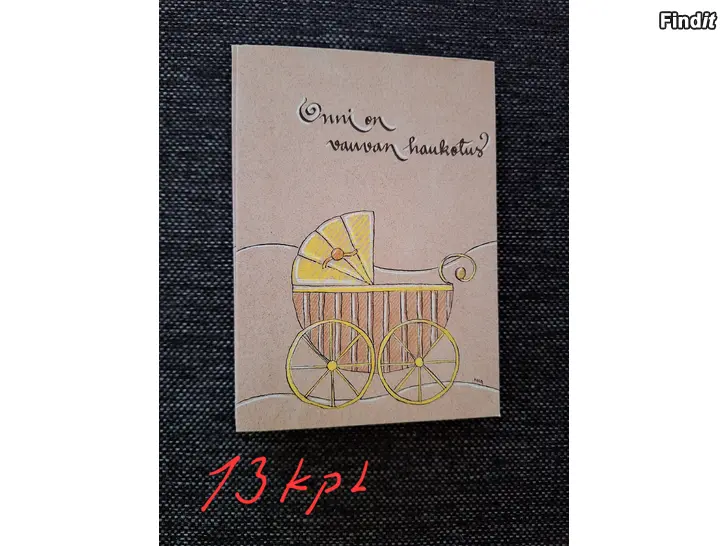 Findit
Onni on
vauvan haukotus
13 kpl